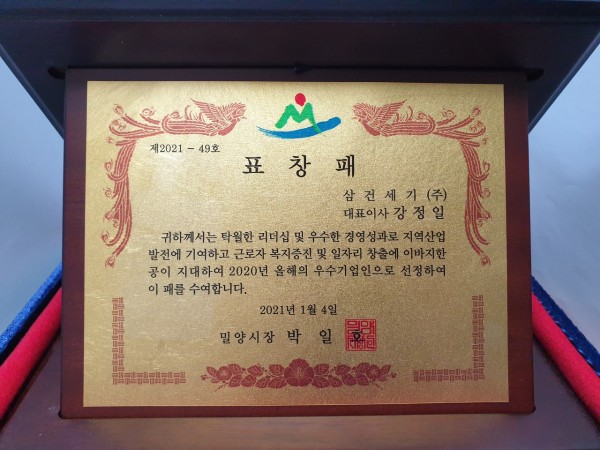 제2021 - 49호
표 창 패
삼 건 세 기 (주)
대표이사 강 정 일
귀하께서는 탁월한 리더십 및 우수한 경영성과로 지역산업
발전에 기여하고 근로자 복지증진 및 일자리 창출에 이바지한
공이 지대하여 2020년 올해의 우수기업인으로 선정하여
이 패를 수여합니다.
2021년 1월 4일
밀양시장 박 일 호